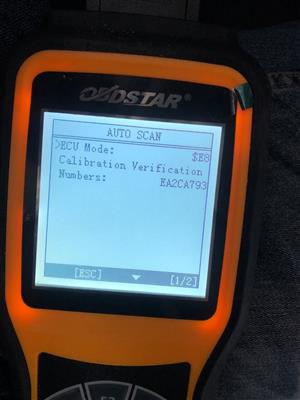 OBDSTAR®
AUTO SCAN
>ECU Mode: $E8
Calibration Verification
Numbers: EA2CA793
[ESC] [1/2]